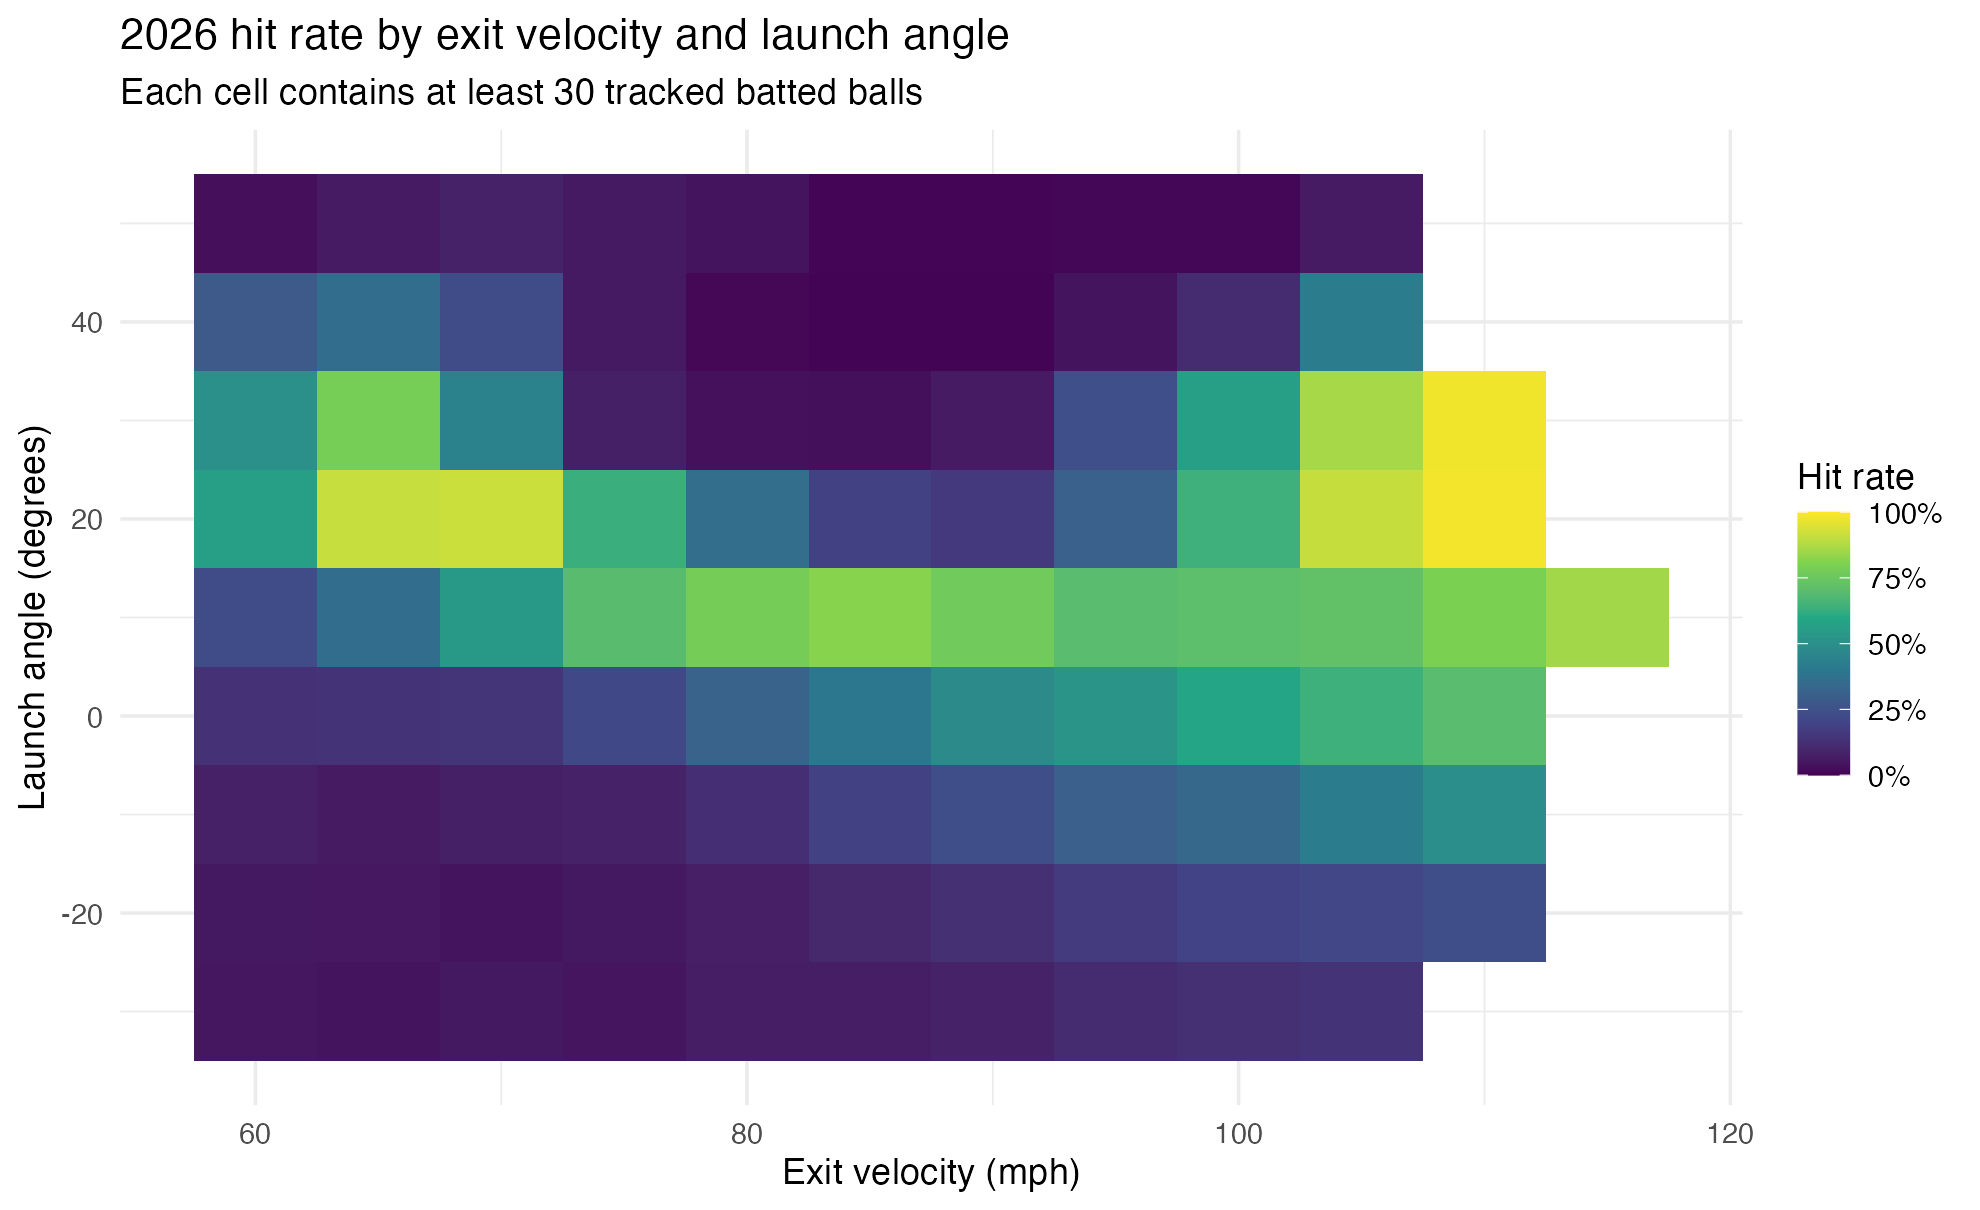 2026 hit rate by exit velocity and launch angle
Each cell contains at least 30 tracked batted balls
Launch angle (degrees)
40
20
0
-20
60
80
100
120
Exit velocity (mph)
Hit rate
100%
75%
50%
25%
0%